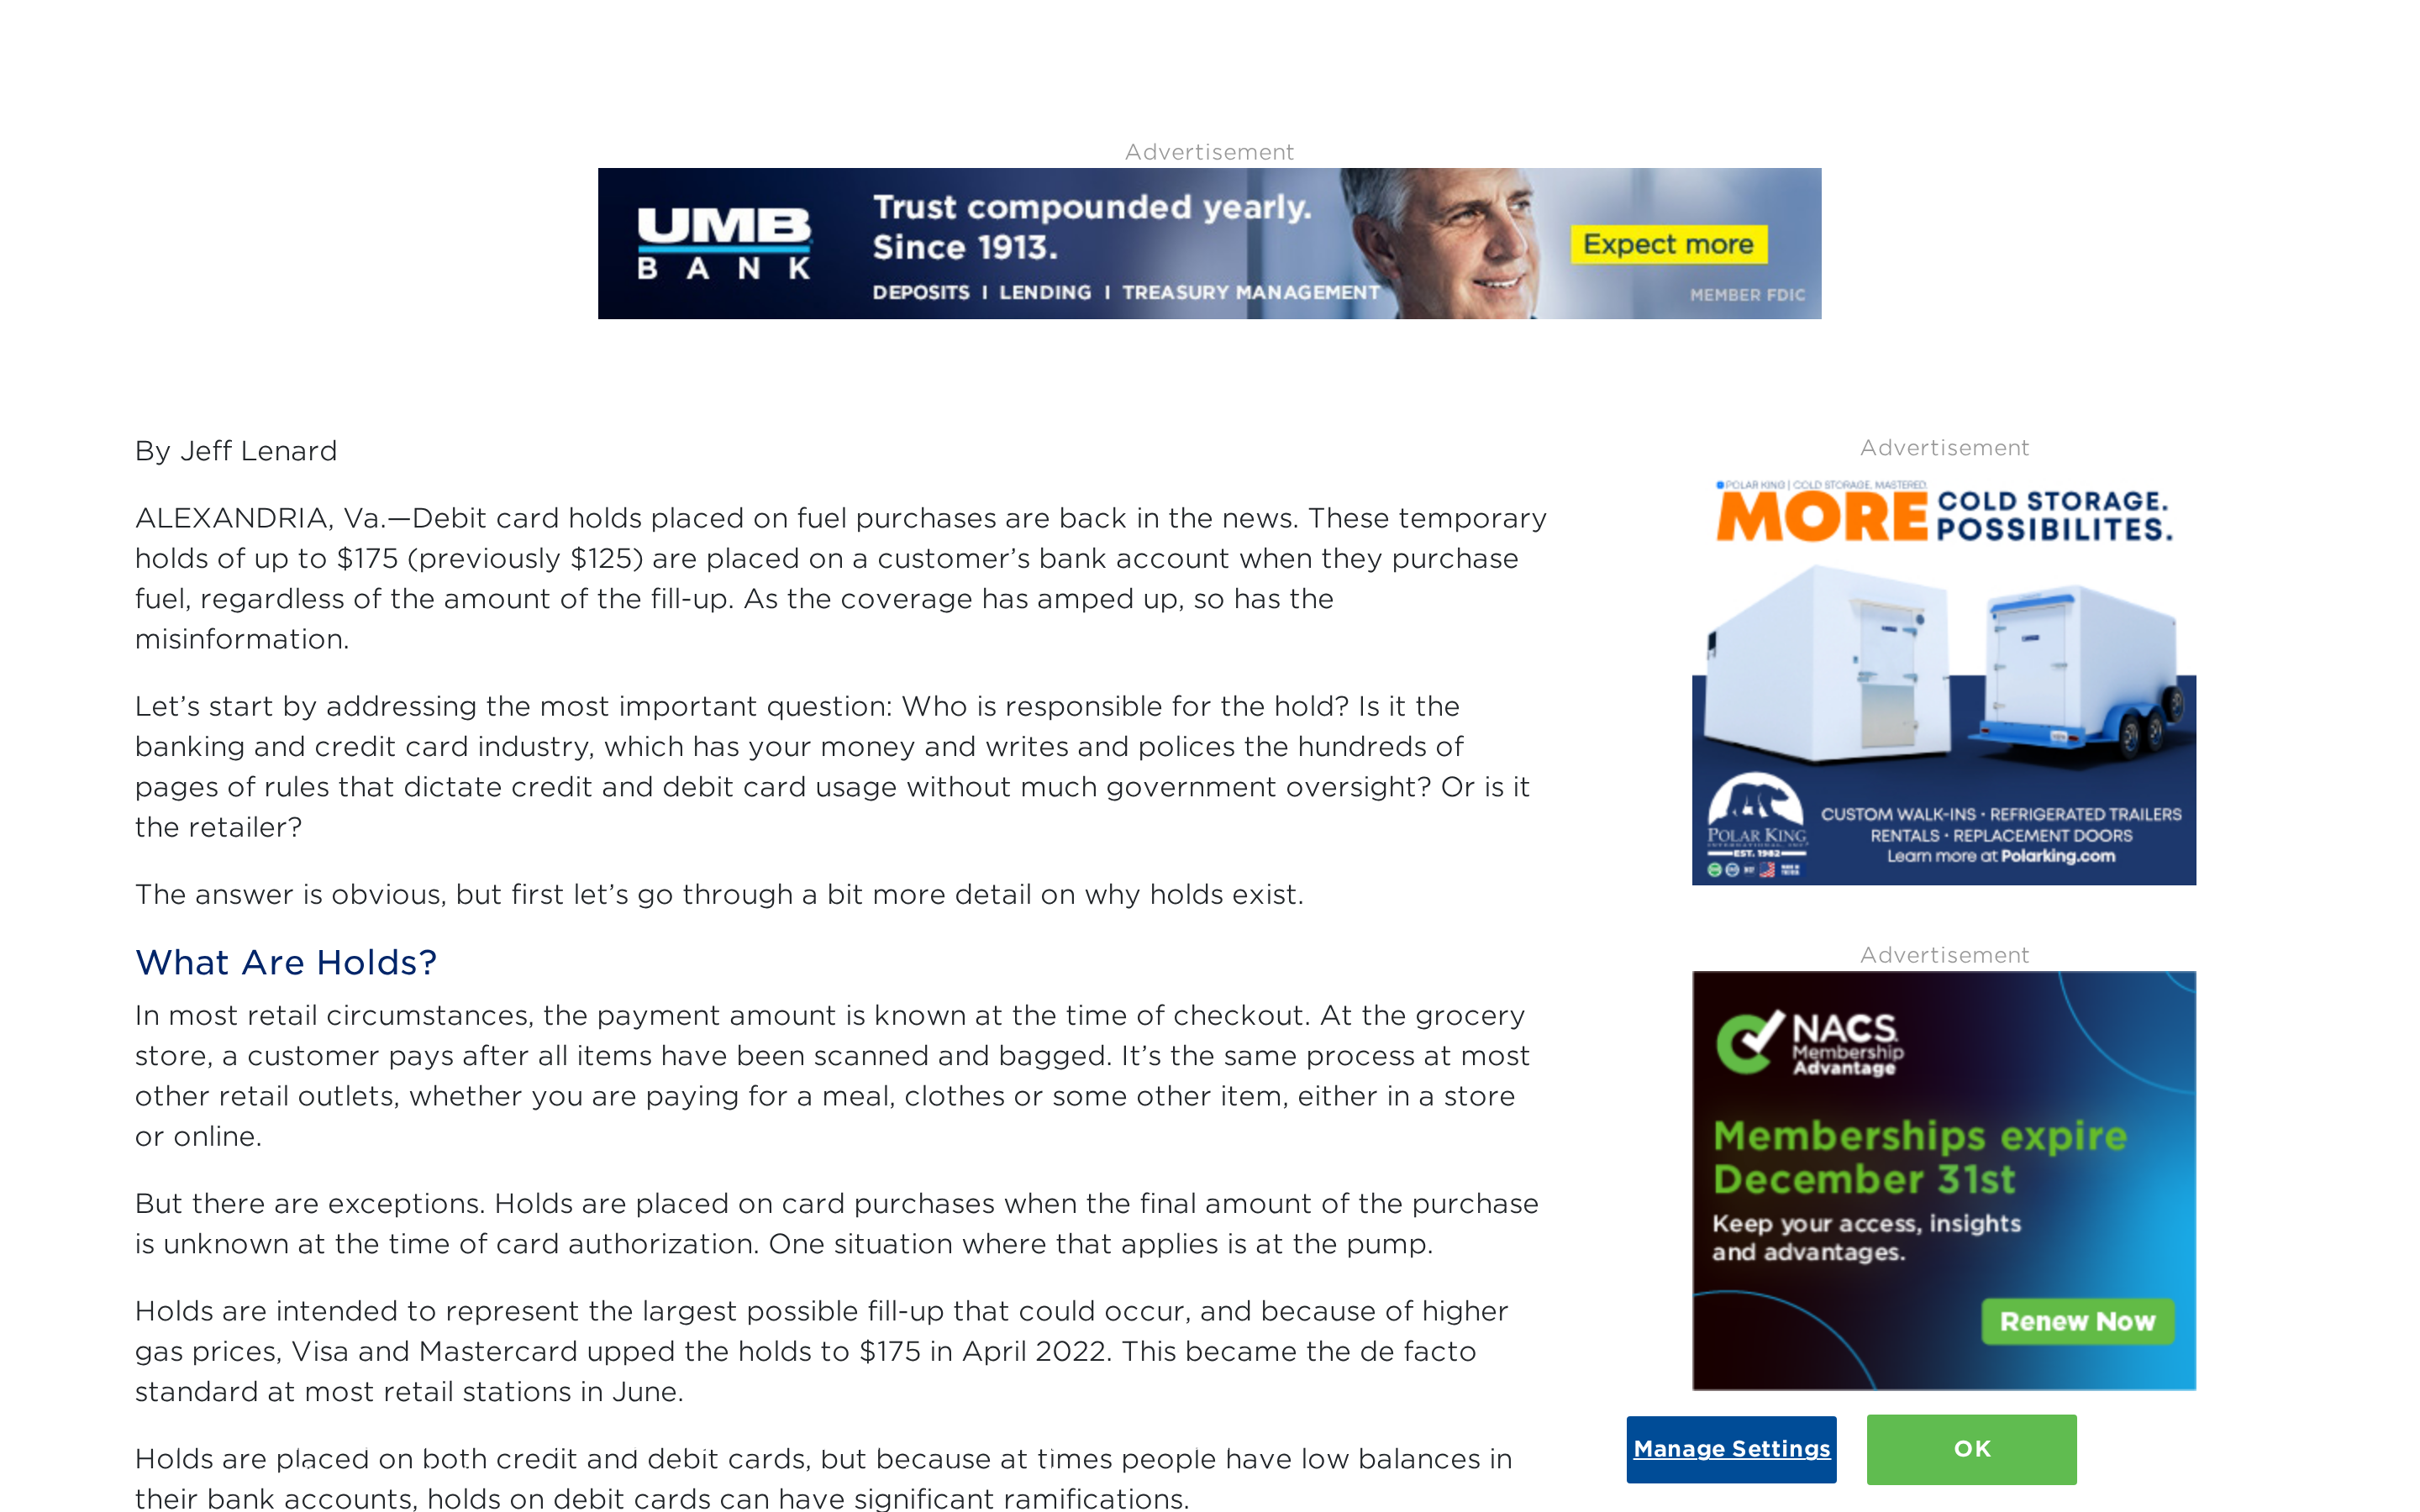 Advertisement
UMB
BANK
Trust compounded yearly.
Since 1913.
DEPOSITS | LENDING | TREASURY MANAGEMENT
Expect more
MEMBER FDIC
By Jeff Lenard
ALEXANDRIA, Va.—Debit card holds placed on fuel purchases are back in the news. These temporary
holds of up to $175 (previously $125) are placed on a customer’s bank account when they purchase
fuel, regardless of the amount of the fill-up. As the coverage has amped up, so has the
misinformation.
Let’s start by addressing the most important question: Who is responsible for the hold? Is it the
banking and credit card industry, which has your money and writes and polices the hundreds of
pages of rules that dictate credit and debit card usage without much government oversight? Or is it
the retailer?
The answer is obvious, but first let’s go through a bit more detail on why holds exist.
What Are Holds?
In most retail circumstances, the payment amount is known at the time of checkout. At the grocery
store, a customer pays after all items have been scanned and bagged. It’s the same process at most
other retail outlets, whether you are paying for a meal, clothes or some other item, either in a store
or online.
But there are exceptions. Holds are placed on card purchases when the final amount of the purchase
is unknown at the time of card authorization. One situation where that applies is at the pump.
Holds are intended to represent the largest possible fill-up that could occur, and because of higher
gas prices, Visa and Mastercard upped the holds to $175 in April 2022. This became the de facto
standard at most retail stations in June.
Holds are placed on both credit and debit cards, but because at times people have low balances in
their bank accounts, holds on debit cards can have significant ramifications.
Advertisement
POLAR KING | COLD STORAGE. MASTERED.
MORE COLD STORAGE.
POSSIBILITES.
POLAR KING
INTERNATIONAL, INC.
EST. 1982
CUSTOM WALK-INS • REFRIGERATED TRAILERS
RENTALS • REPLACEMENT DOORS
Learn more at Polarking.com
Advertisement
NACS
Membership
Advantage
Memberships expire
December 31st
Keep your access, insights
and advantages.
Renew Now
Manage Settings
OK